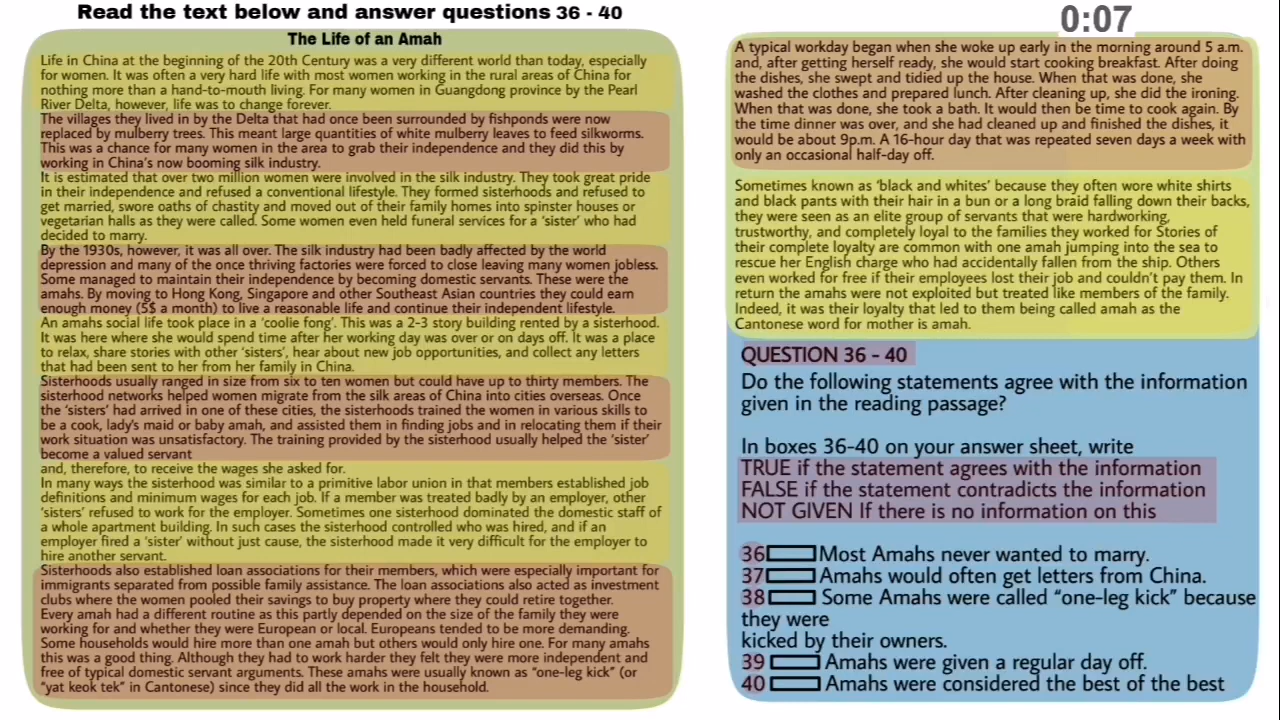 Read the text below and answer questions 36 - 40
0:07
The Life of an Amah
Life in China at the beginning of the 20th Century was a very different world than today, especially
for women. It was often a very hard life with most women working in the rural areas of China for
nothing more than a hand-to-mouth living. For many women in Guangdong province by the Pearl
River Delta, however, life was to change forever.
The villages they lived in by the Delta that had once been surrounded by fishponds were now
replaced by mulberry trees. This meant large quantities of white mulberry leaves to feed silkworms.
This was a chance for many women in the area to grab their independence and they did this by
working in China's now booming silk industry.
It is estimated that over two million women were involved in the silk industry. They took great pride
in their independence and refused a conventional lifestyle. They formed sisterhoods and refused to
get married, swore oaths of chastity and moved out of their family homes into spinster houses or
vegetarian halls as they were called. Some women even held funeral services for a 'sister' who had
decided to marry.
By the 1930s, however, it was all over. The silk industry had been badly affected by the world
depression and many of the once thriving factories were forced to close leaving many women jobless.
Some managed to maintain their independence by becoming domestic servants. These were the
amahs. By moving to Hong Kong, Singapore and other Southeast Asian countries they could earn
enough money (5$ a month) to live a reasonable life and continue their independent lifestyle.
An amahs social life took place in a 'coolie fong'. This was a 2-3 story building rented by a sisterhood.
It was here where she would spend time after her working day was over or on days off. It was a place
to relax, share stories with other 'sisters', hear about new job opportunities, and collect any letters
that had been sent to her from her family in China.
Sisterhoods usually ranged in size from six to ten women but could have up to thirty members. The
sisterhood networks helped women migrate from the silk areas of China into cities overseas. Once
the 'sisters' had arrived in one of these cities, the sisterhoods trained the women in various skills to
be a cook, lady's maid or baby amah, and assisted them in finding jobs and in relocating them if their
work situation was unsatisfactory. The training provided by the sisterhood usually helped the 'sister'
become a valued servant
and, therefore, to receive the wages she asked for.
In many ways the sisterhood was similar to a primitive labor union in that members established job
definitions and minimum wages for each job. If a member was treated badly by an employer, other
'sisters' refused to work for the employer. Sometimes one sisterhood dominated the domestic staff of
a whole apartment building. In such cases the sisterhood controlled who was hired, and if an
employer fired a 'sister' without just cause, the sisterhood made it very difficult for the employer to
hire another servant.
Sisterhoods also established loan associations for their members, which were especially important for
immigrants separated from possible family assistance. The loan associations also acted as investment
clubs where the women pooled their savings to buy property where they could retire together.
Every amah had a different routine as this partly depended on the size of the family they were
working for and whether they were European or local. Europeans tended to be more demanding.
Some households would hire more than one amah but others would only hire one. For many amahs
this was a good thing. Although they had to work harder they felt they were more independent and
free of typical domestic servant arguments. These amahs were usually known as "one-leg kick" (or
"yat keok tek" in Cantonese) since they did all the work in the household.
A typical workday began when she woke up early in the morning around 5 a.m.
and, after getting herself ready, she would start cooking breakfast. After doing
the dishes, she swept and tidied up the house. When that was done, she
washed the clothes and prepared lunch. After cleaning up, she did the ironing.
When that was done, she took a bath. It would then be time to cook again. By
the time dinner was over, and she had cleaned up and finished the dishes, it
would be about 9p.m. A 16-hour day that was repeated seven days a week with
only an occasional half-day off.
Sometimes known as 'black and whites' because they often wore white shirts
and black pants with their hair in a bun or a long braid falling down their backs,
they were seen as an elite group of servants that were hardworking,
trustworthy, and completely loyal to the families they worked for Stories of
their complete loyalty are common with one amah jumping into the sea to
rescue her English charge who had accidentally fallen from the ship. Others
even worked for free if their employees lost their job and couldn't pay them. In
return the amahs were not exploited but treated like members of the family.
Indeed, it was their loyalty that led to them being called amah as the
Cantonese word for mother is amah.
QUESTION 36 - 40
Do the following statements agree with the information
given in the reading passage?
In boxes 36-40 on your answer sheet, write
TRUE if the statement agrees with the information
FALSE if the statement contradicts the information
NOT GIVEN If there is no information on this
36 Most Amahs never wanted to marry.
37 Amahs would often get letters from China.
38 Some Amahs were called "one-leg kick" because
they were
kicked by their owners.
39 Amahs were given a regular day off.
40 Amahs were considered the best of the best